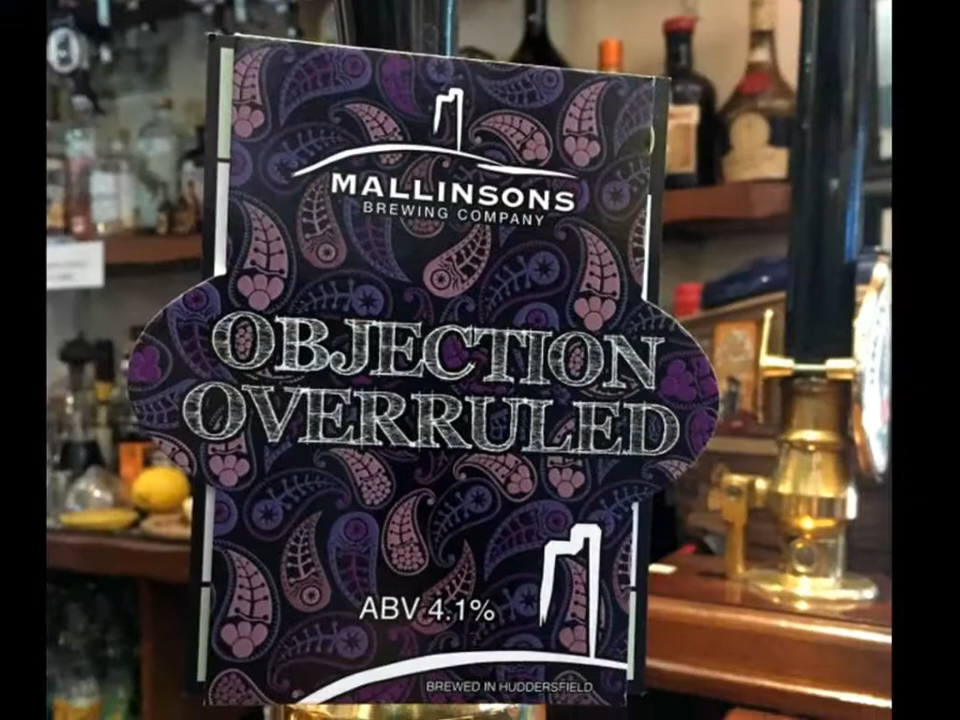 MALLINSONS
BREWING COMPANY
OBJECTION
OVERRULED
ABV 4.1%
BREWED IN HUDDERSFIELD